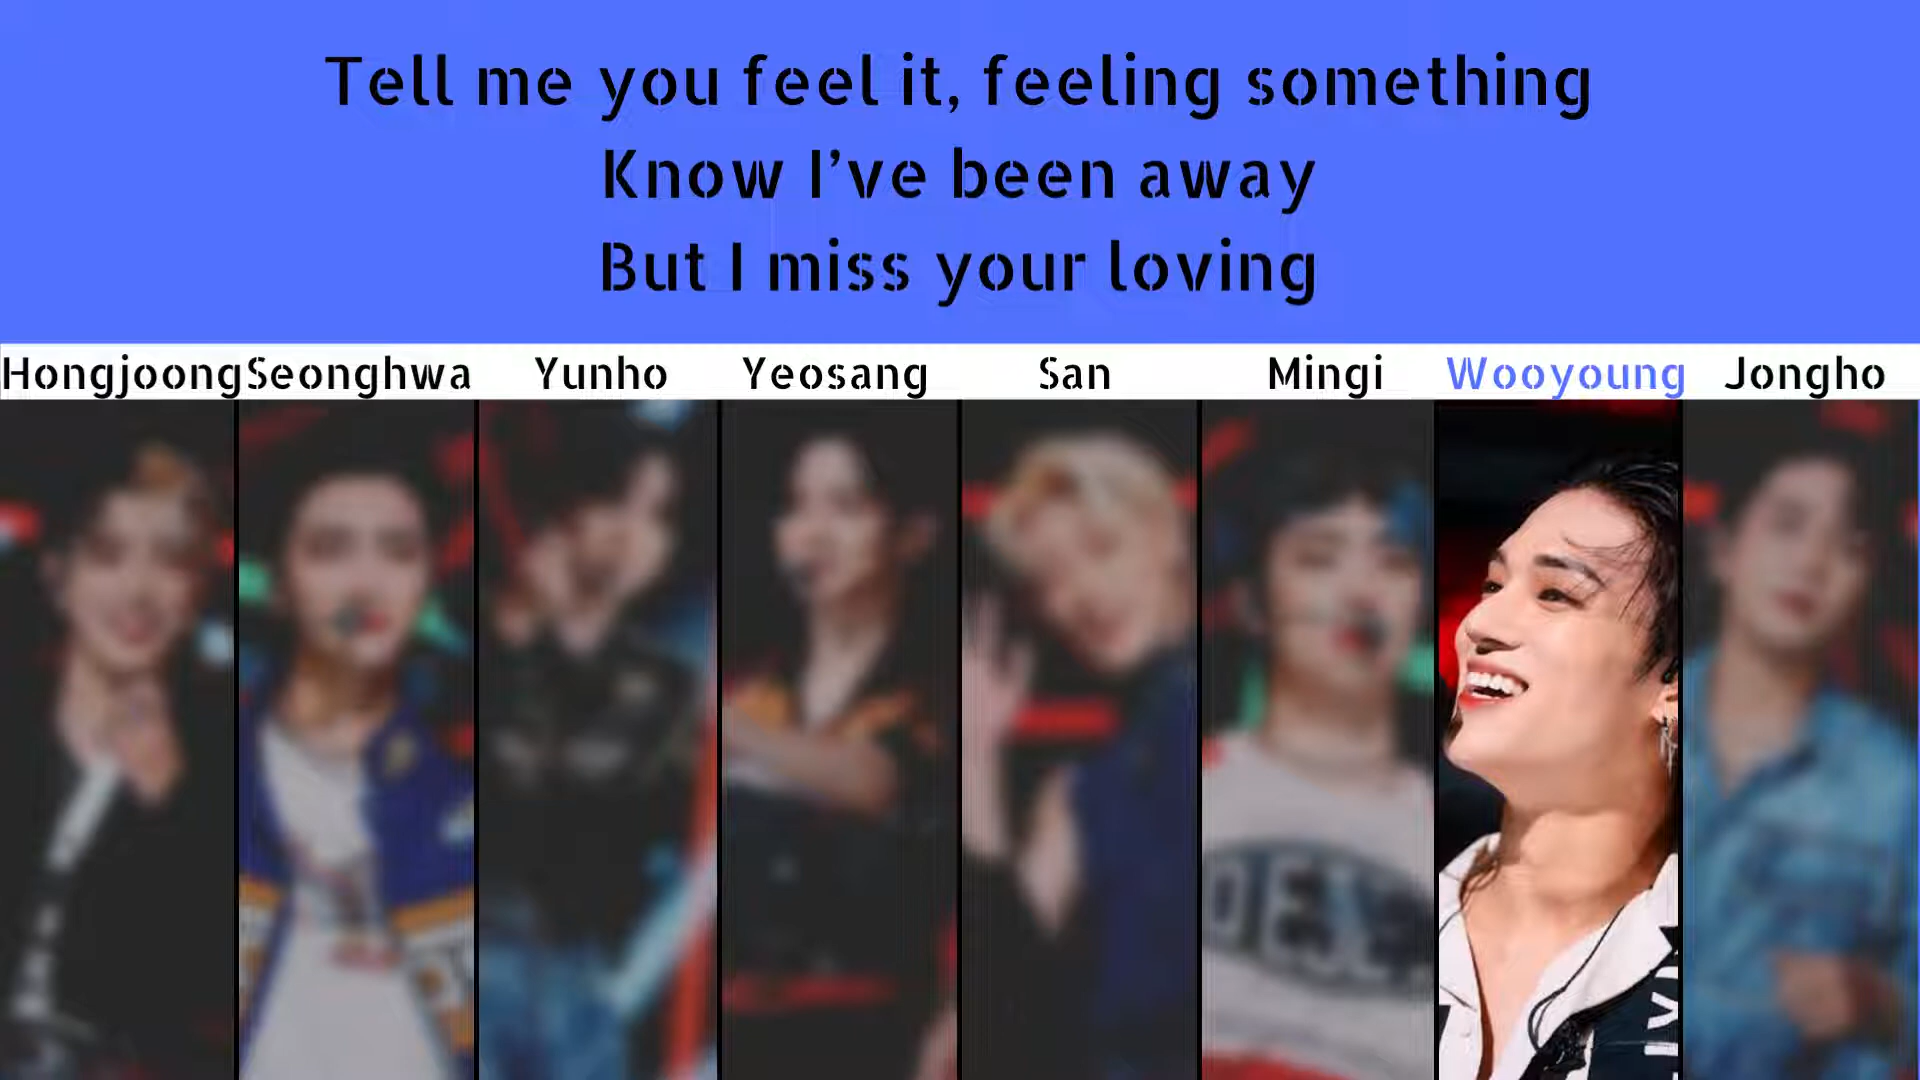 Tell me you feel it, feeling something
Know I’ve been away
But I miss your loving
Hongjoong Seonghwa Yunho Yeosang San Mingi Wooyoung Jongho